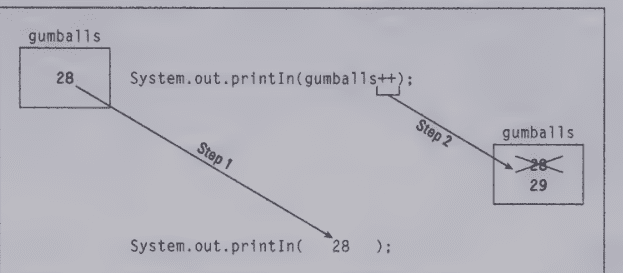 gumballs
28 System.out.println(gumballs++);
Step 1
Step 2
gumballs
28
29
System.out.println( 28 );